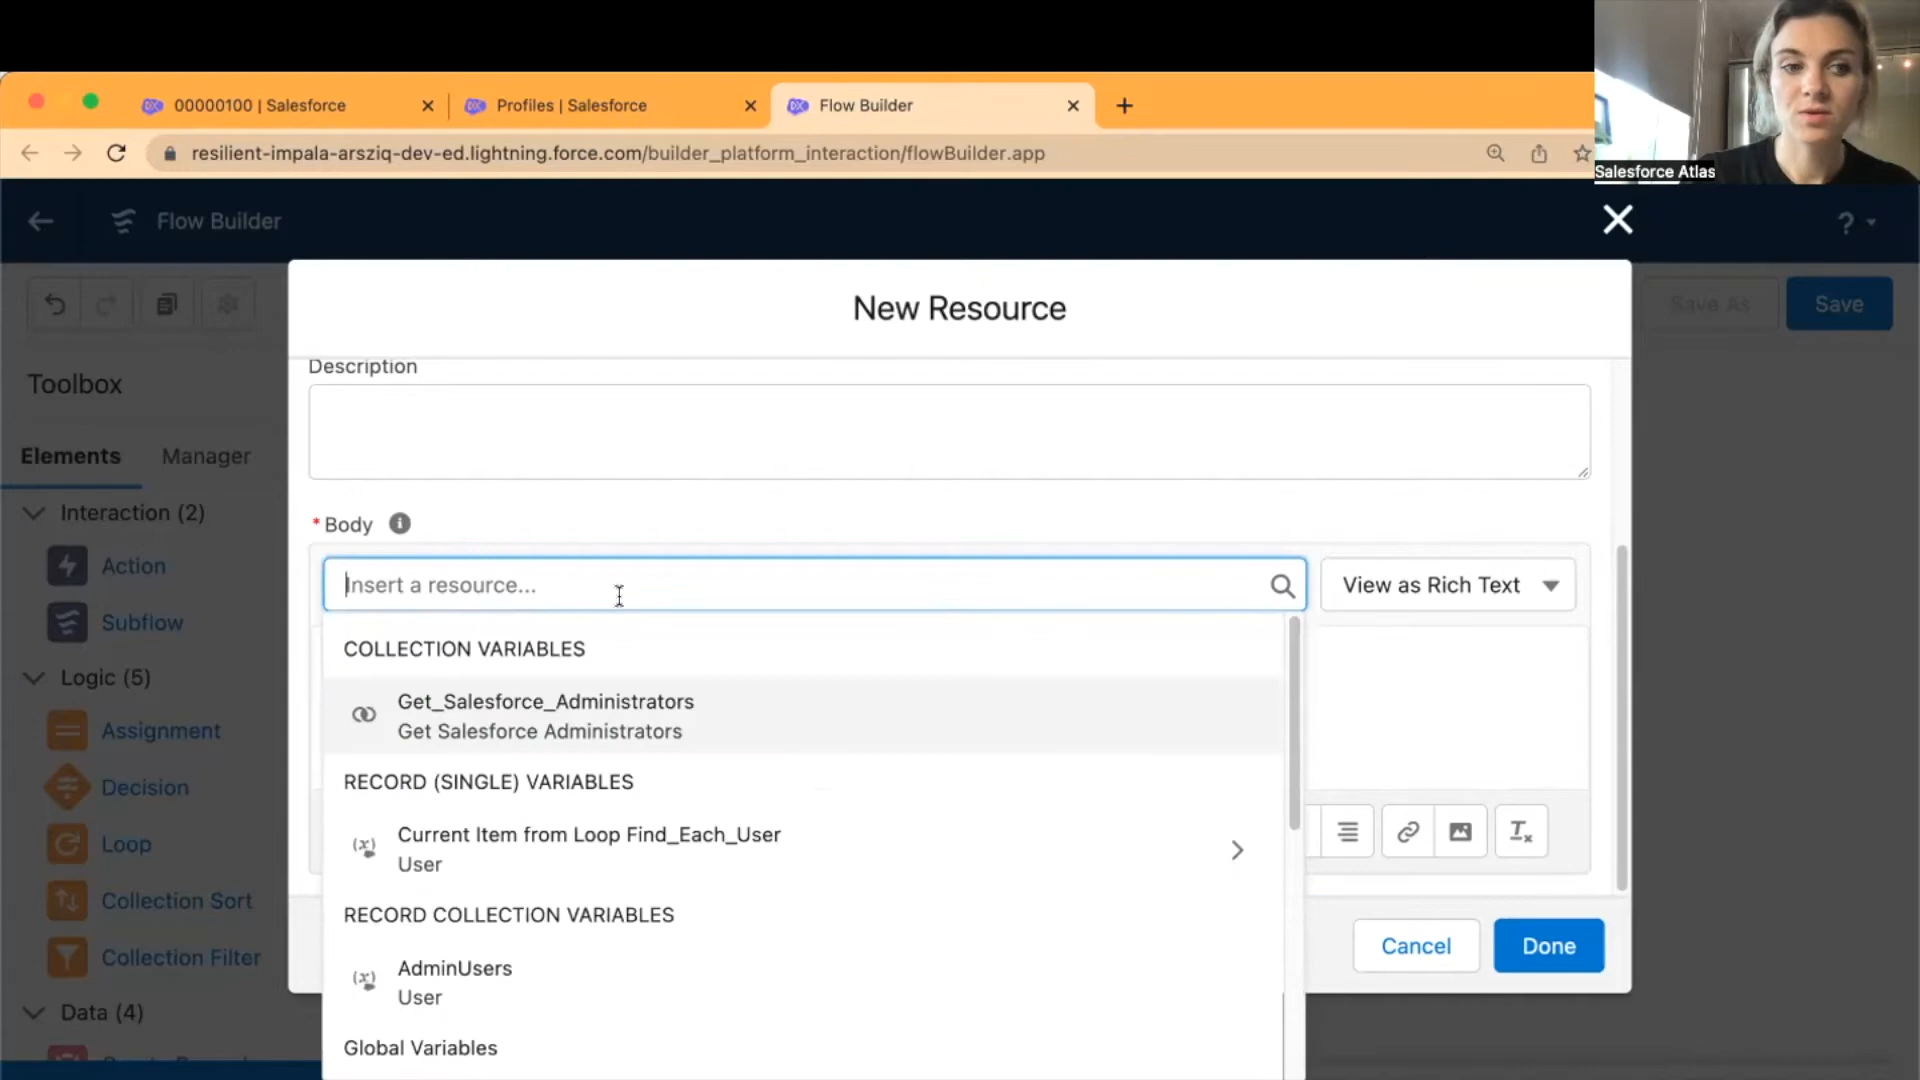 00000100 | Salesforce
Profiles | Salesforce
Flow Builder
resilient-impala-arsziq-dev-ed.lightning.force.com/builder_platform_interaction/flowBuilder.app
Salesforce Atlas
Flow Builder
?
New Resource
Save As
Save
Toolbox
Elements
Manager
Interaction (2)
Action
Subflow
Logic (5)
Assignment
Decision
Loop
Collection Sort
Collection Filter
Data (4)
Description
* Body
Insert a resource...
View as Rich Text
COLLECTION VARIABLES
Get_Salesforce_Administrators
Get Salesforce Administrators
RECORD (SINGLE) VARIABLES
Current Item from Loop Find_Each_User
User
RECORD COLLECTION VARIABLES
AdminUsers
User
Global Variables
Cancel
Done